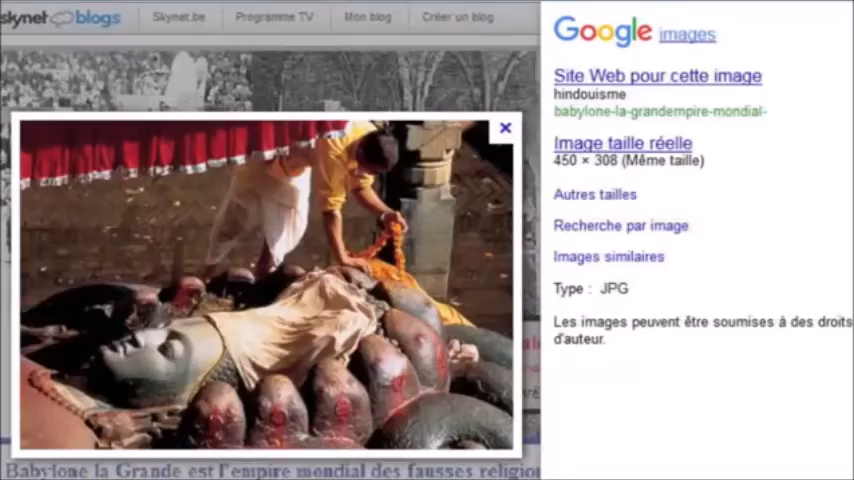 skynet blogs
Skynet.be
Programme TV
Mon blog
Créer un blog
Google images
Site Web pour cette image
hindouisme
babylone-la-grandempire-mondial-
Image taille réelle
450 × 308 (Même taille)
Autres tailles
Recherche par image
Images similaires
Type : JPG
Les images peuvent être soumises à des droits
d'auteur.
Babylone la Grande est l'empire mondial des fausses religion